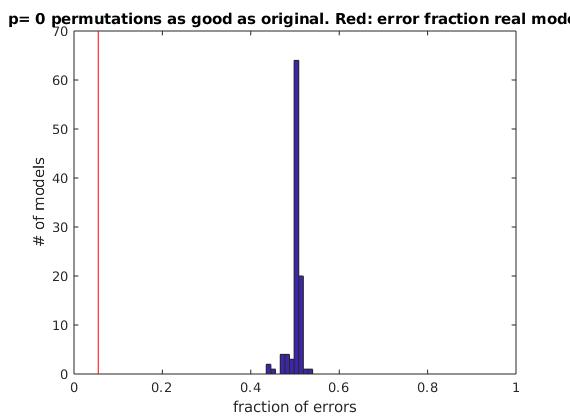 p= 0 permutations as good as original. Red: error fraction real mode
70
60
50
40
30
20
10
0
# of models
0 0.2 0.4 0.6 0.8 1
fraction of errors